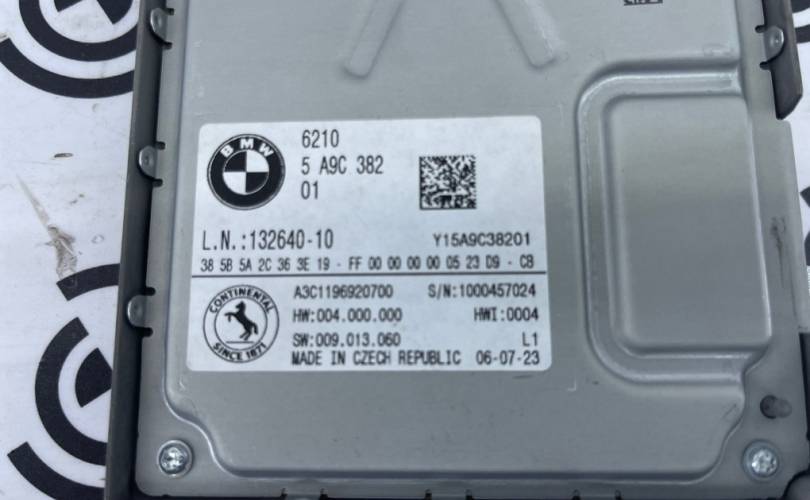 BMW
6210
5 A9C 382
01
L.N.:132640-10
Y15A9C38201
38 5B 5A 2C 36 3E 19 - FF 00 00 00 00 05 23 D9 - C8
CONTINENTAL
SINCE 1871
A3C1196920700 S/N:1000457024
HW:004.000.000 HWI:0004
SW:009.013.060 L1
MADE IN CZECH REPUBLIC 06-07-23